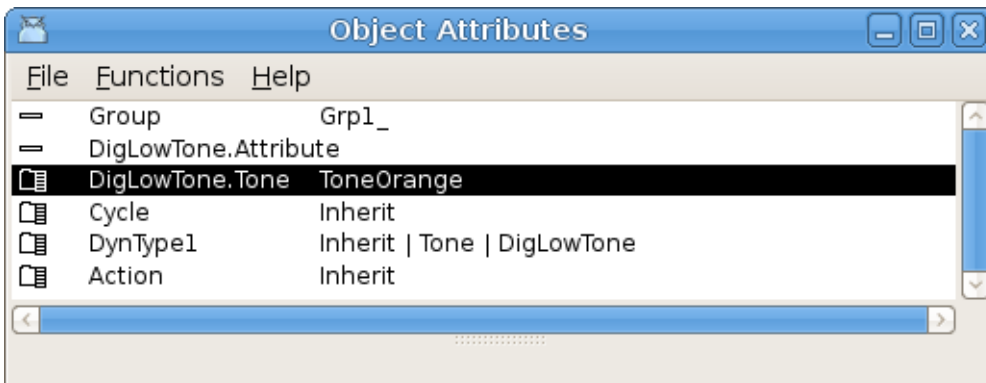 Object Attributes
File Functions Help
Group Grp1_
DigLowTone.Attribute
DigLowTone.Tone ToneOrange
Cycle Inherit
DynType1 Inherit | Tone | DigLowTone
Action Inherit